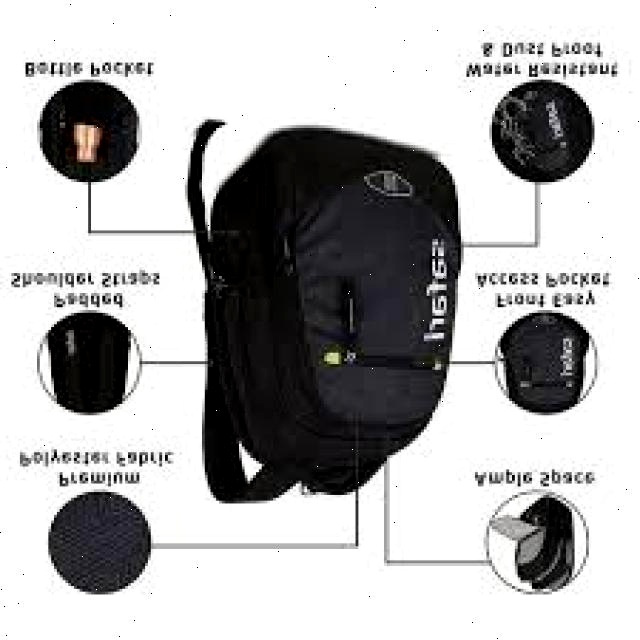 Premium
Polyester Fabric
Ample Space
Padded
Shoulder Straps
Front Easy
Access Pocket
Bottle Pocket
Water Resistant
& Dust Proof